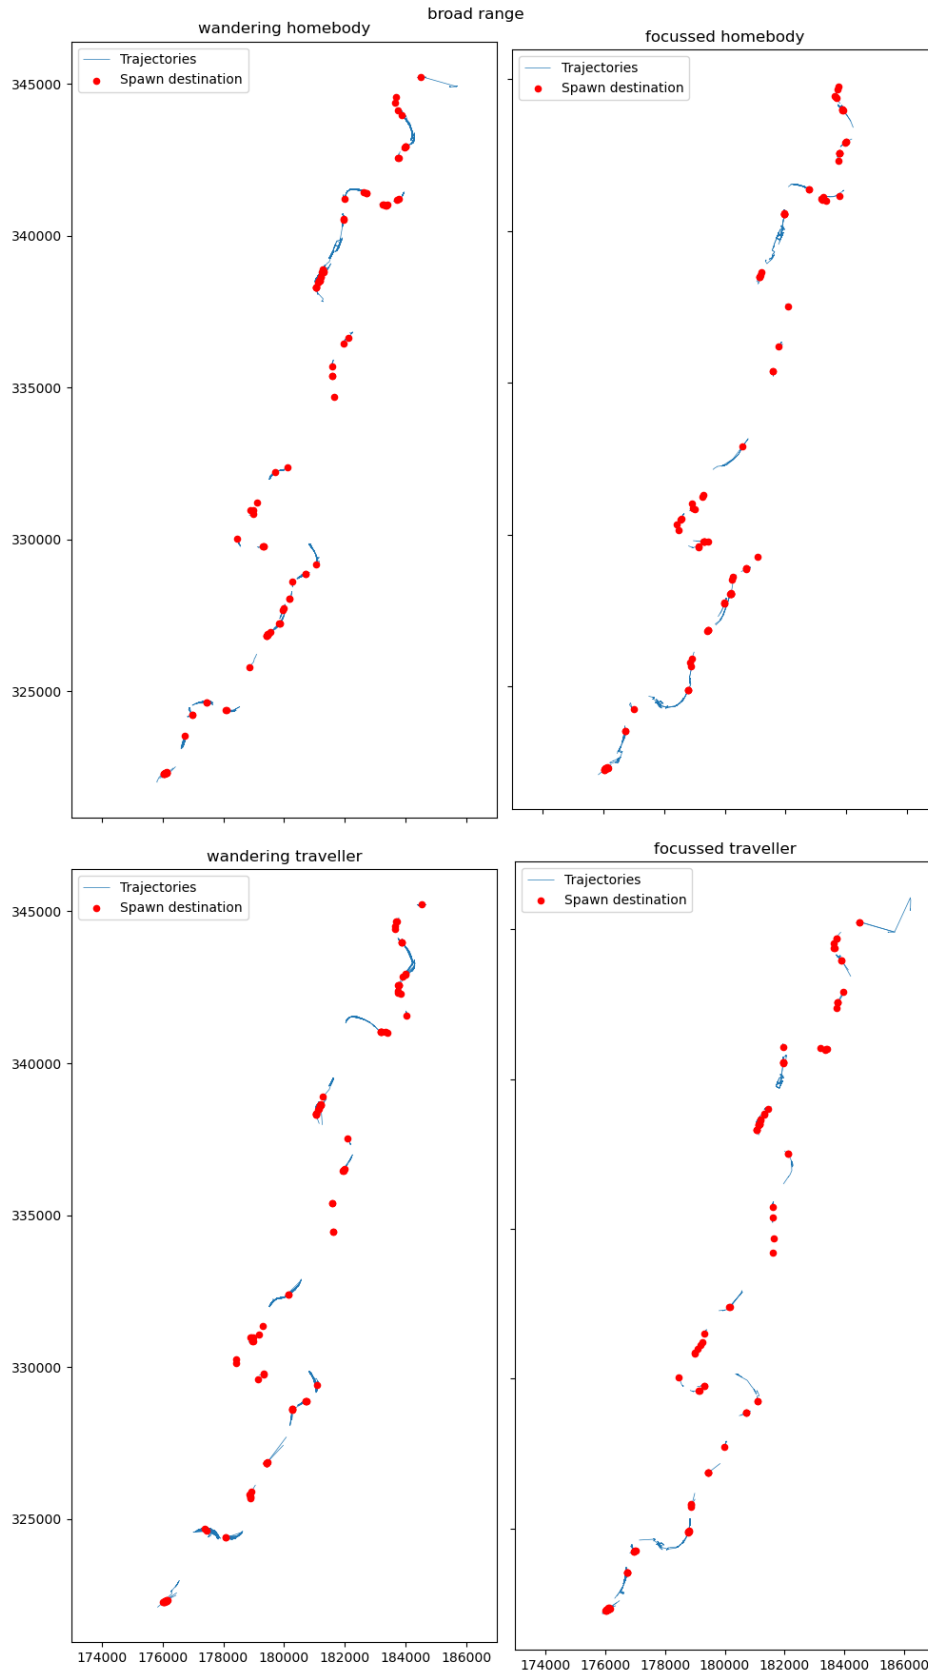 broad range
wandering homebody
focussed homebody
Trajectories
Spawn destination
Trajectories
Spawn destination
345000
340000
335000
330000
325000
wandering traveller
focussed traveller
Trajectories
Spawn destination
Trajectories
Spawn destination
345000
340000
335000
330000
325000
174000 176000 178000 180000 182000 184000 186000
174000 176000 178000 180000 182000 184000 186000